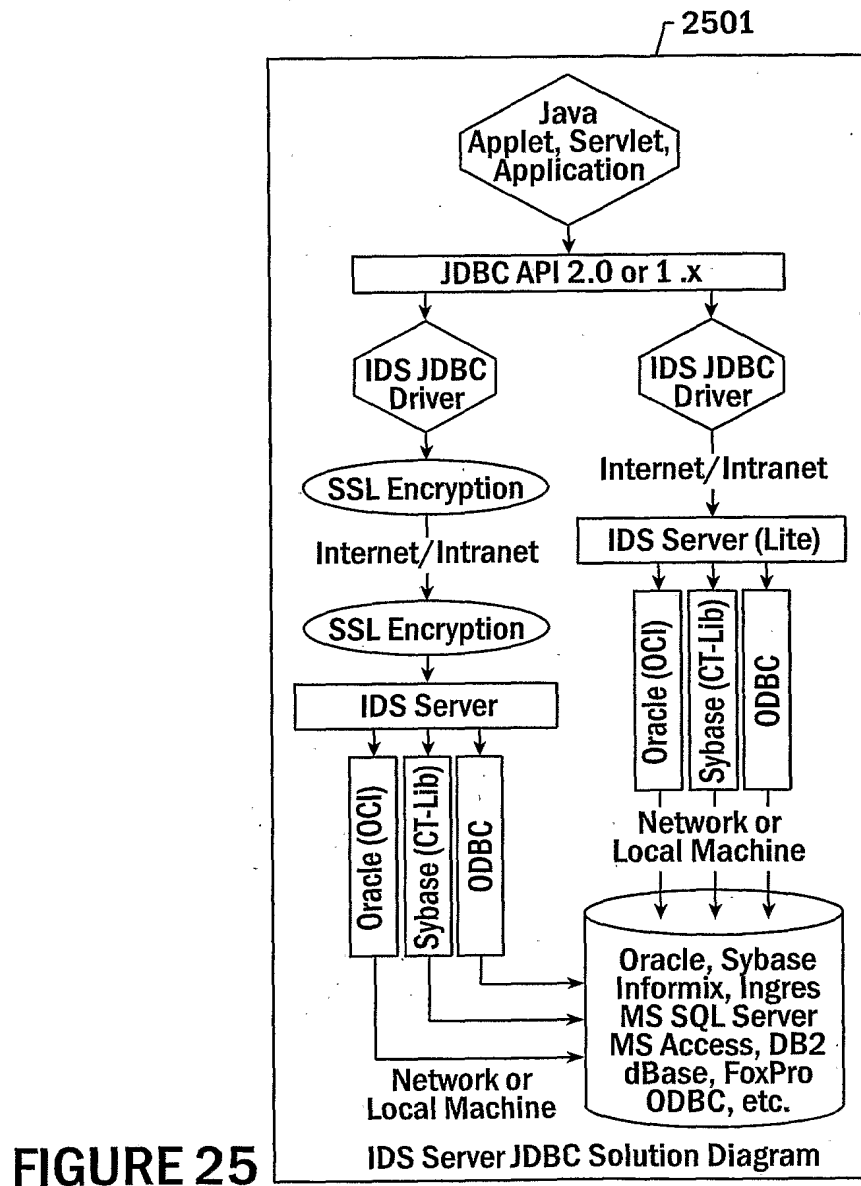 2501
Java
Applet, Servlet,
Application
JDBC API 2.0 or 1 .x
IDS JDBC
Driver
IDS JDBC
Driver
SSL Encryption
Internet/Intranet
SSL Encryption
IDS Server
Oracle (OCI)
Sybase (CT-Lib)
ODBC
Network or
Local Machine
Internet/Intranet
IDS Server (Lite)
Oracle (OCI)
Sybase (CT-Lib)
ODBC
Network or
Local Machine
Oracle, Sybase
Informix, Ingres
MS SQL Server
MS Access, DB2
dBase, FoxPro
ODBC, etc.
IDS Server JDBC Solution Diagram
FIGURE 25